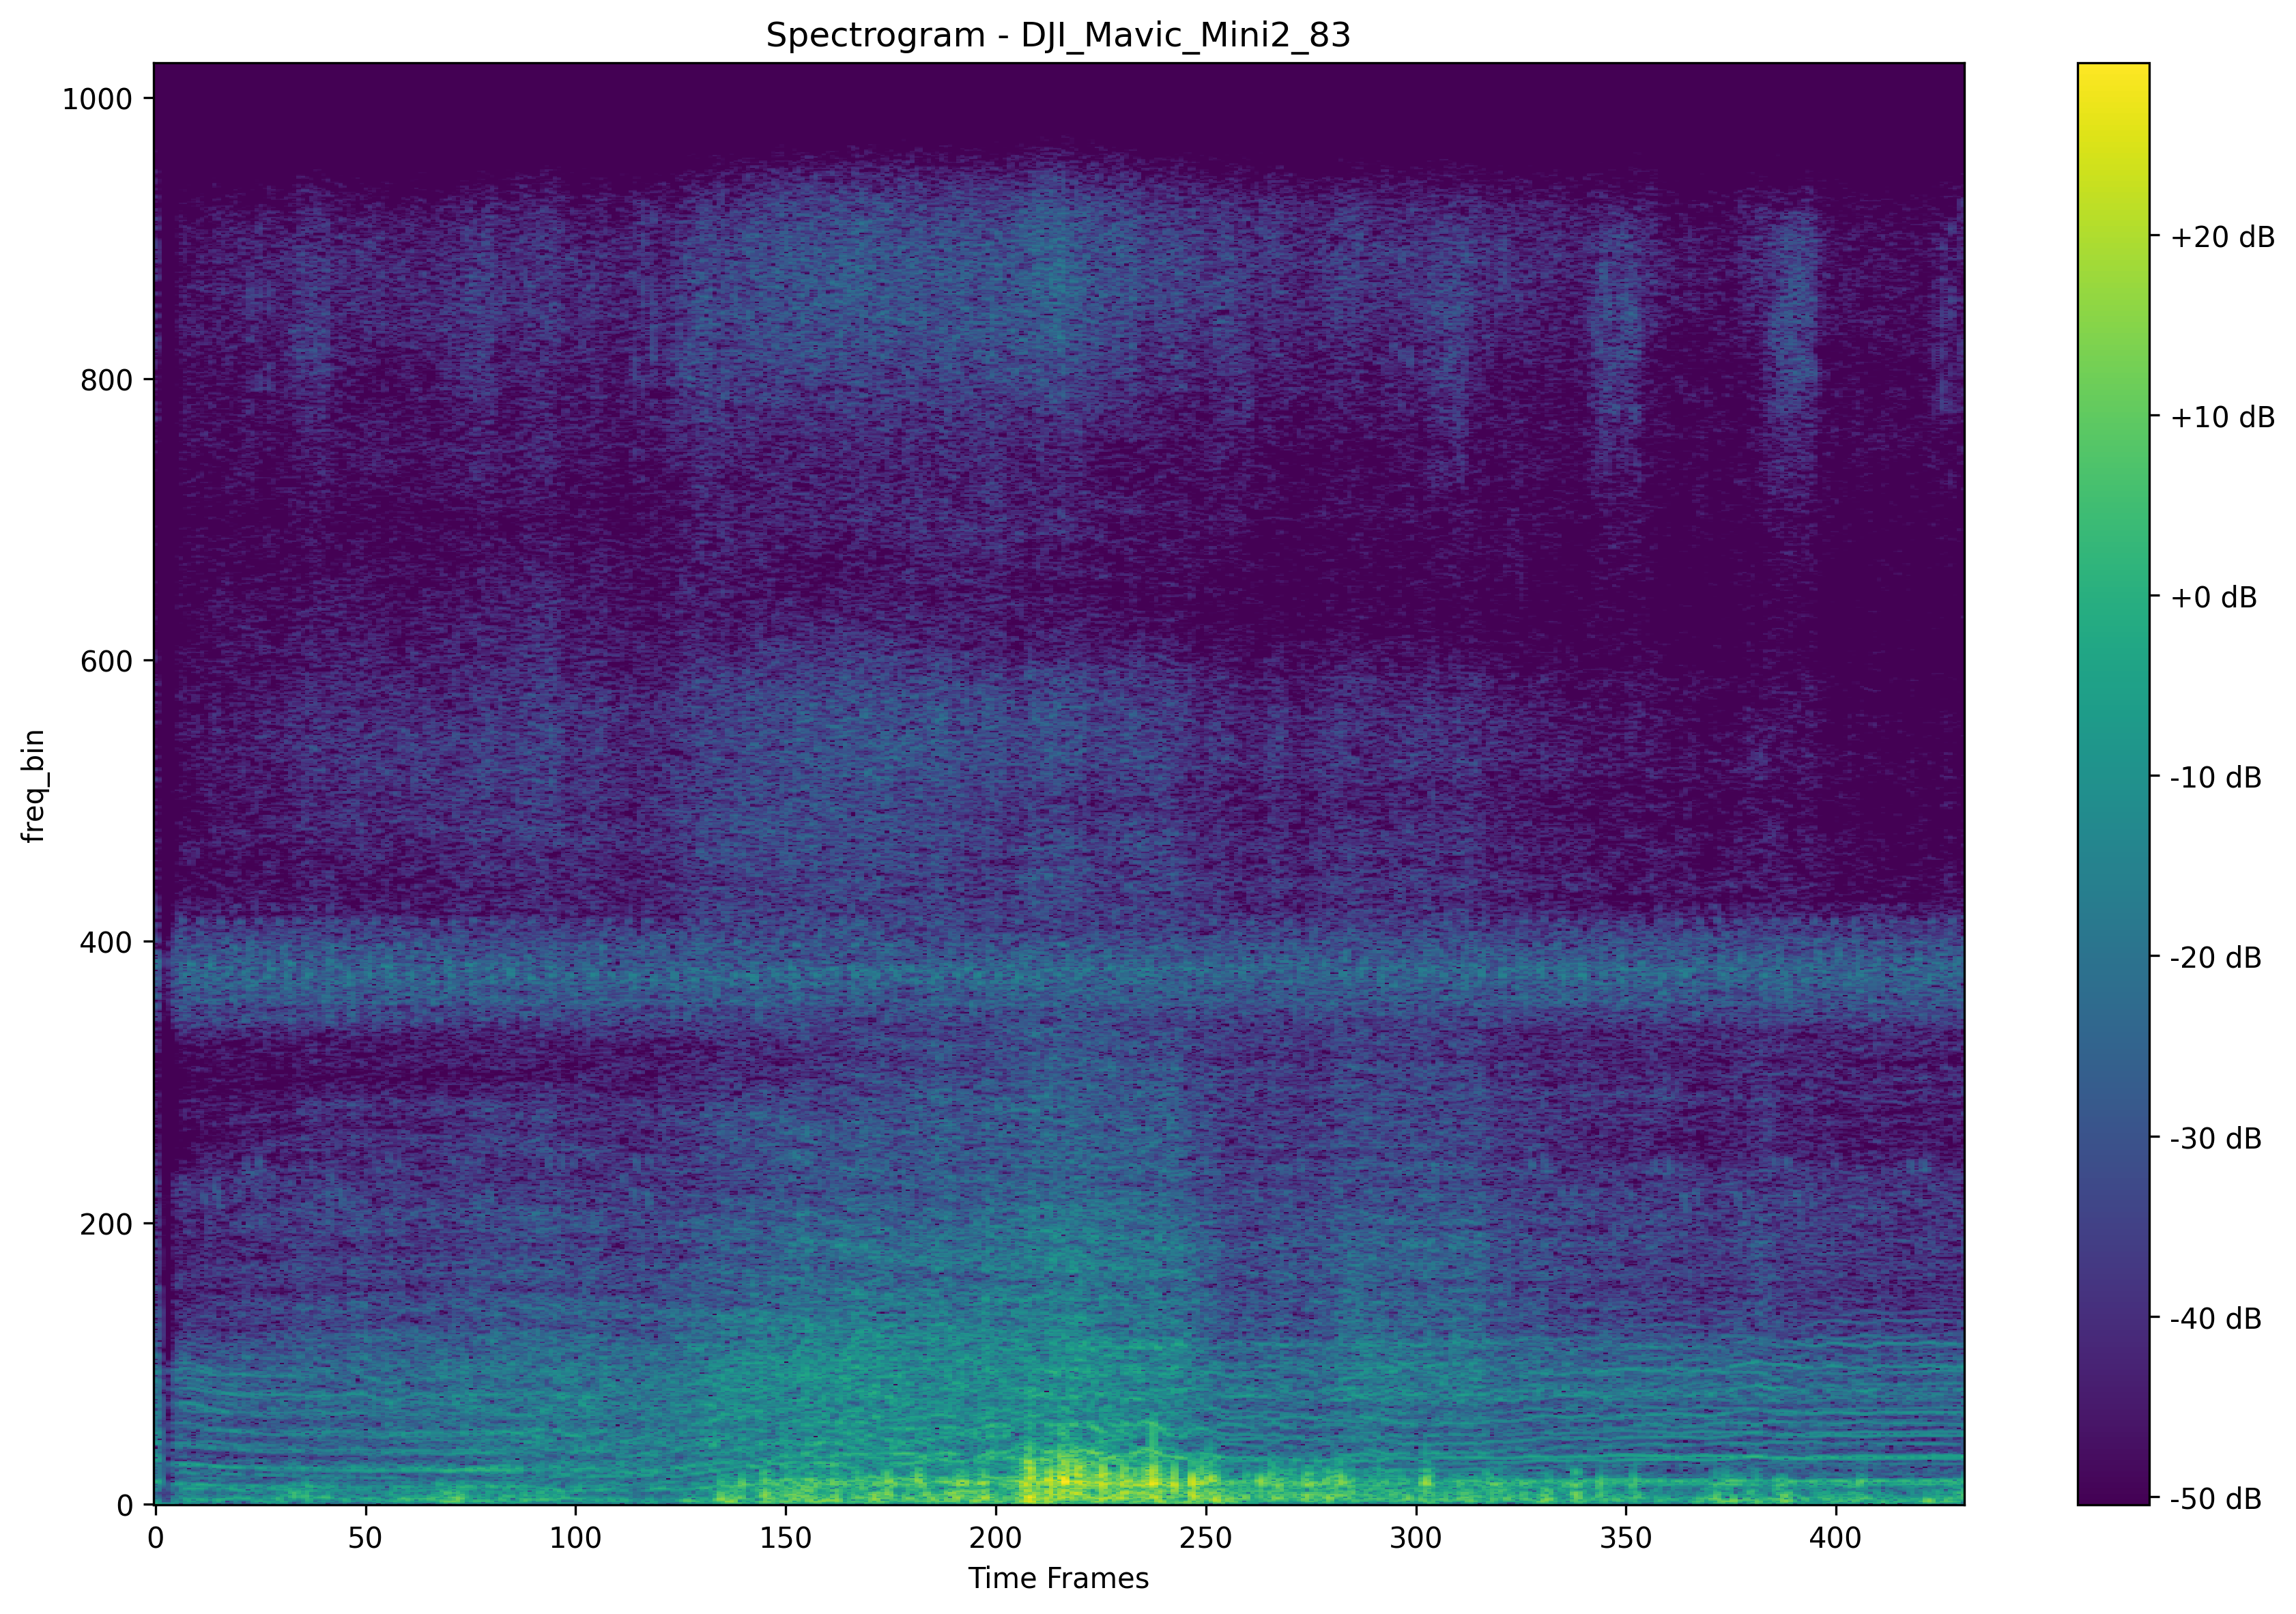 Spectrogram - DJI_Mavic_Mini2_83
1000
800
600
400
200
0
freq_bin
0 50 100 150 200 250 300 350 400
Time Frames
+20 dB
+10 dB
+0 dB
-10 dB
-20 dB
-30 dB
-40 dB
-50 dB